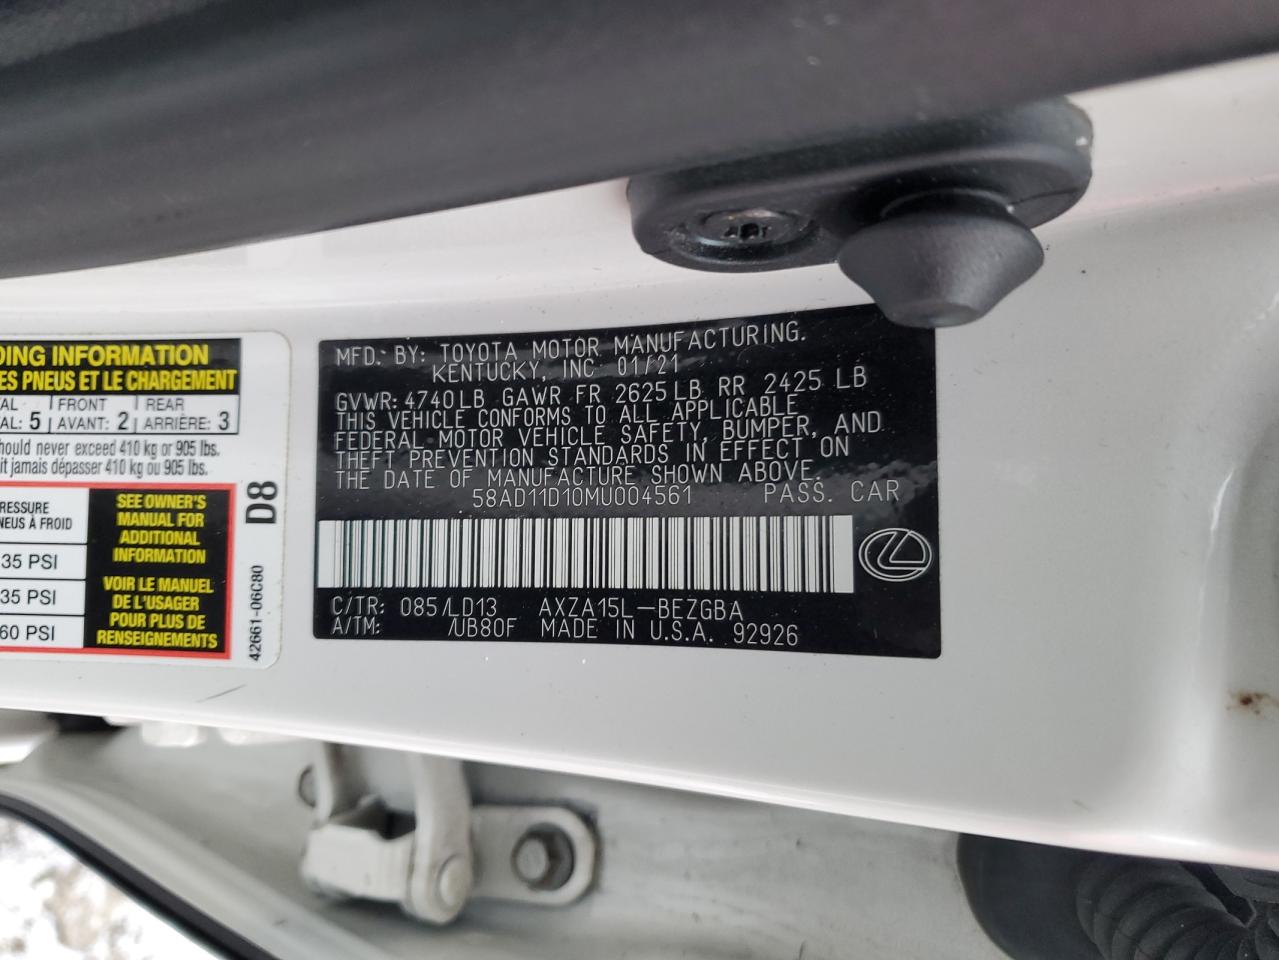 DING INFORMATION
ES PNEUS ET LE CHARGEMENT
AL FRONT REAR
AL: 5 AVANT: 2 ARRIÈRE: 3
hould never exceed 410 kg or 905 lbs.
it jamais dépasser 410 kg ou 905 lbs.
RESSURE
NEUS À FROID
35 PSI
35 PSI
60 PSI
SEE OWNER'S
MANUAL FOR
ADDITIONAL
INFORMATION
VOIR LE MANUEL
DE L'USAGER
POUR PLUS DE
RENSEIGNEMENTS
D8
42661-06C80
MFD. BY: TOYOTA MOTOR MANUFACTURING.
KENTUCKY, INC 01/21
GVWR: 4740LB GAWR FR 2625LB RR 2425 LB
THIS VEHICLE CONFORMS TO ALL APPLICABLE
FEDERAL MOTOR VEHICLE SAFETY, BUMPER, AND
THEFT PREVENTION STANDARDS IN EFFECT ON
THE DATE OF MANUFACTURE SHOWN ABOVE.
58AD11D10MU004561 PASS. CAR
C/TR: 085/LD13 AXZA15L-BEZGBA
A/TM: /UB80F MADE IN U.S.A. 92926